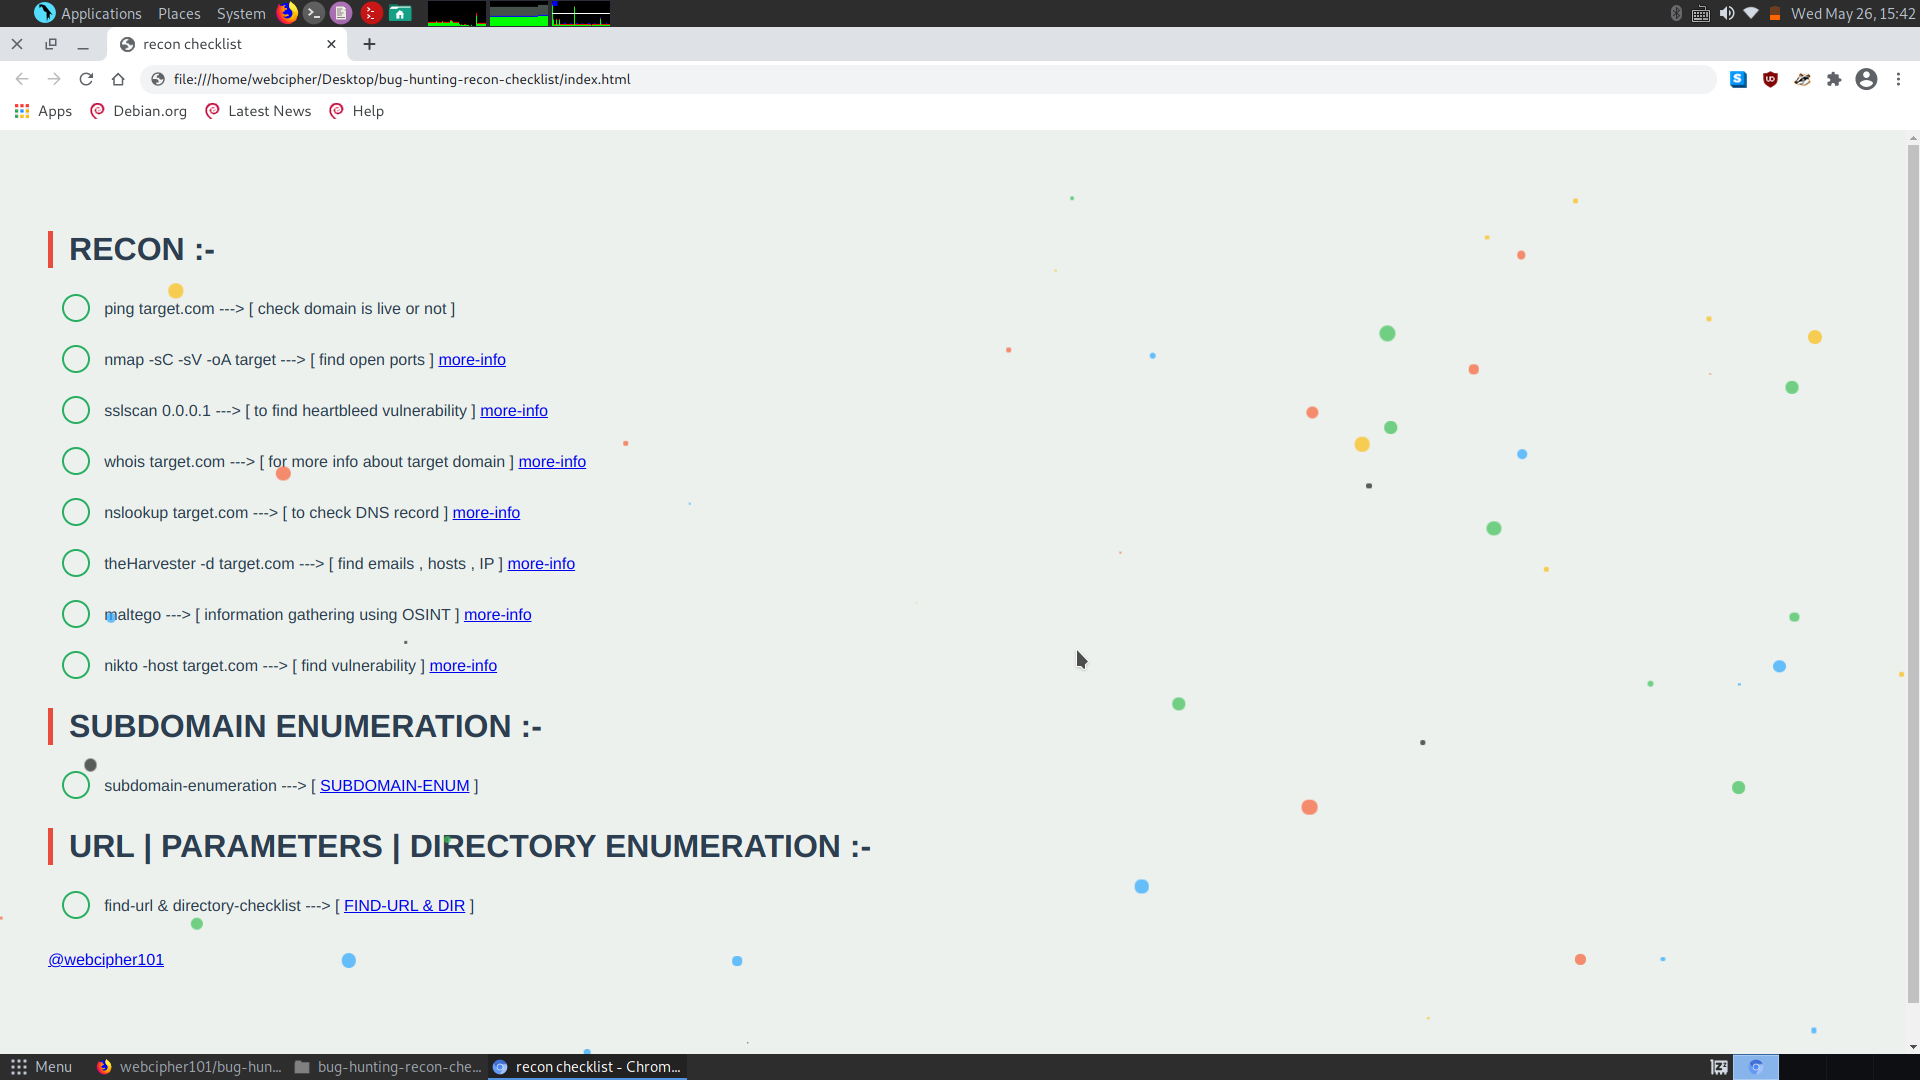 Applications Places System Wed May 26, 15:42
recon checklist
file:///home/webcipher/Desktop/bug-hunting-recon-checklist/index.html
Apps Debian.org Latest News Help
RECON :-
ping target.com ---> [ check domain is live or not ]
nmap -sC -sV -oA target ---> [ find open ports ] more-info
sslscan 0.0.0.1 ---> [ to find heartbleed vulnerability ] more-info
whois target.com ---> [ for more info about target domain ] more-info
nslookup target.com ---> [ to check DNS record ] more-info
theHarvester -d target.com ---> [ find emails , hosts , IP ] more-info
maltego ---> [ information gathering using OSINT ] more-info
nikto -host target.com ---> [ find vulnerability ] more-info
SUBDOMAIN ENUMERATION :-
subdomain-enumeration ---> [ SUBDOMAIN-ENUM ]
URL | PARAMETERS | DIRECTORY ENUMERATION :-
find-url & directory-checklist ---> [ FIND-URL & DIR ]
@webcipher101
Menu webcipher101/bug-hun... bug-hunting-recon-che... recon checklist - Chrom...